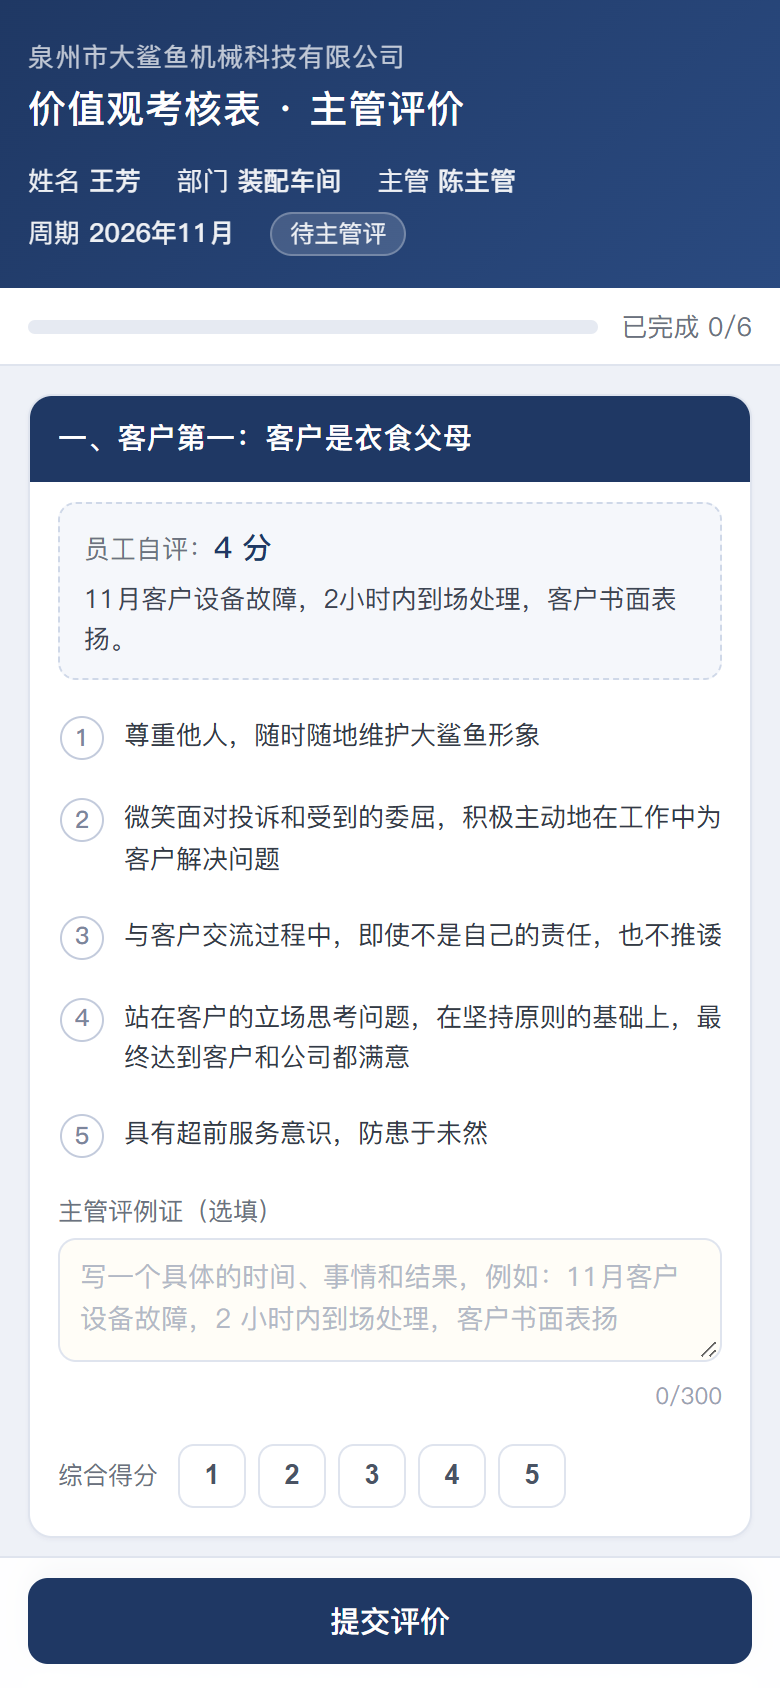 泉州市大鲨鱼机械科技有限公司
价值观考核表 · 主管评价
姓名 王芳 部门 装配车间 主管 陈主管
周期 2026年11月 待主管评
已完成 0/6
一、客户第一：客户是衣食父母
员工自评：4 分
11月客户设备故障，2小时内到场处理，客户书面表
扬。
1 尊重他人，随时随地维护大鲨鱼形象
2 微笑面对投诉和受到的委屈，积极主动地在工作中为
客户解决问题
3 与客户交流过程中，即使不是自己的责任，也不推诿
4 站在客户的立场思考问题，在坚持原则的基础上，最
终达到客户和公司都满意
5 具有超前服务意识，防患于未然
主管评例证（选填）
写一个具体的时间、事情和结果，例如：11月客户
设备故障，2 小时内到场处理，客户书面表扬
0/300
综合得分 1 2 3 4 5
提交评价